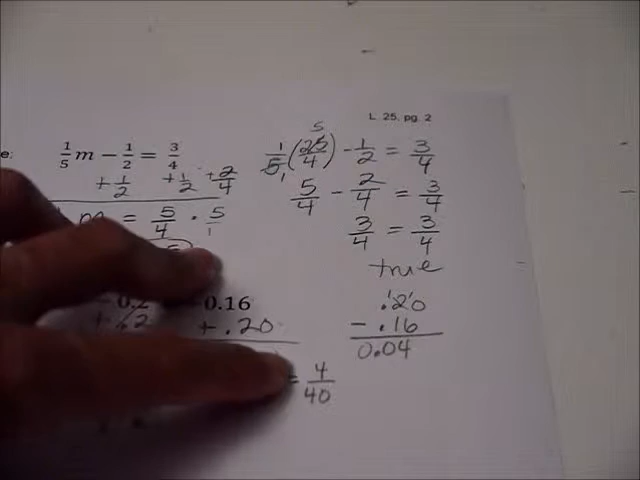 L. 25, pg. 2
e: 1/5 m − 1/2 = 3/4
+ 1/2 + 1/2 + 2/4
m = 5/4 · 5/1
1/5 (25/4) − 1/2 = 3/4
5 1
5/4 − 2/4 = 3/4
3/4 = 3/4
true
− 0.2 0.16
+ .2 + .20
= 4/40
.20
− .16
0.04